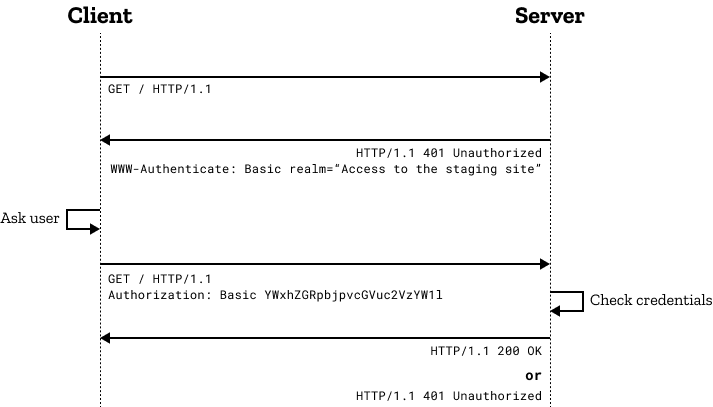 Client
Server
GET / HTTP/1.1
HTTP/1.1 401 Unauthorized
WWW-Authenticate: Basic realm=“Access to the staging site”
Ask user
GET / HTTP/1.1
Authorization: Basic YWxhZGRpbjpvcGVuc2VzYW1l
Check credentials
HTTP/1.1 200 OK
or
HTTP/1.1 401 Unauthorized